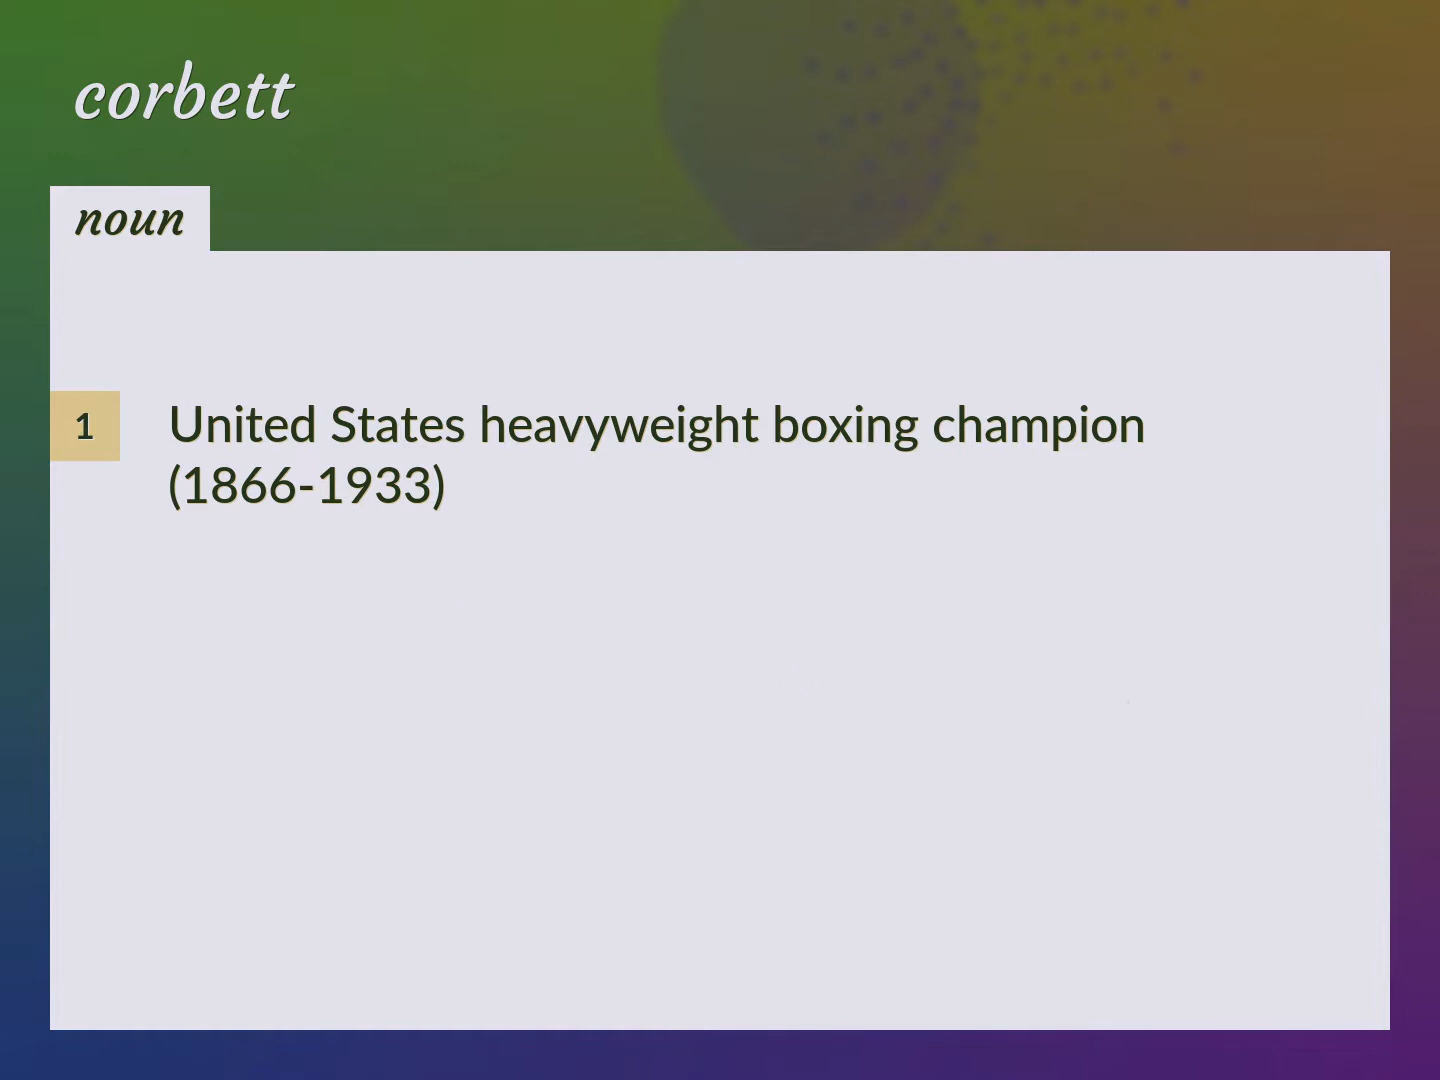 corbett
noun
1
United States heavyweight boxing champion
(1866-1933)